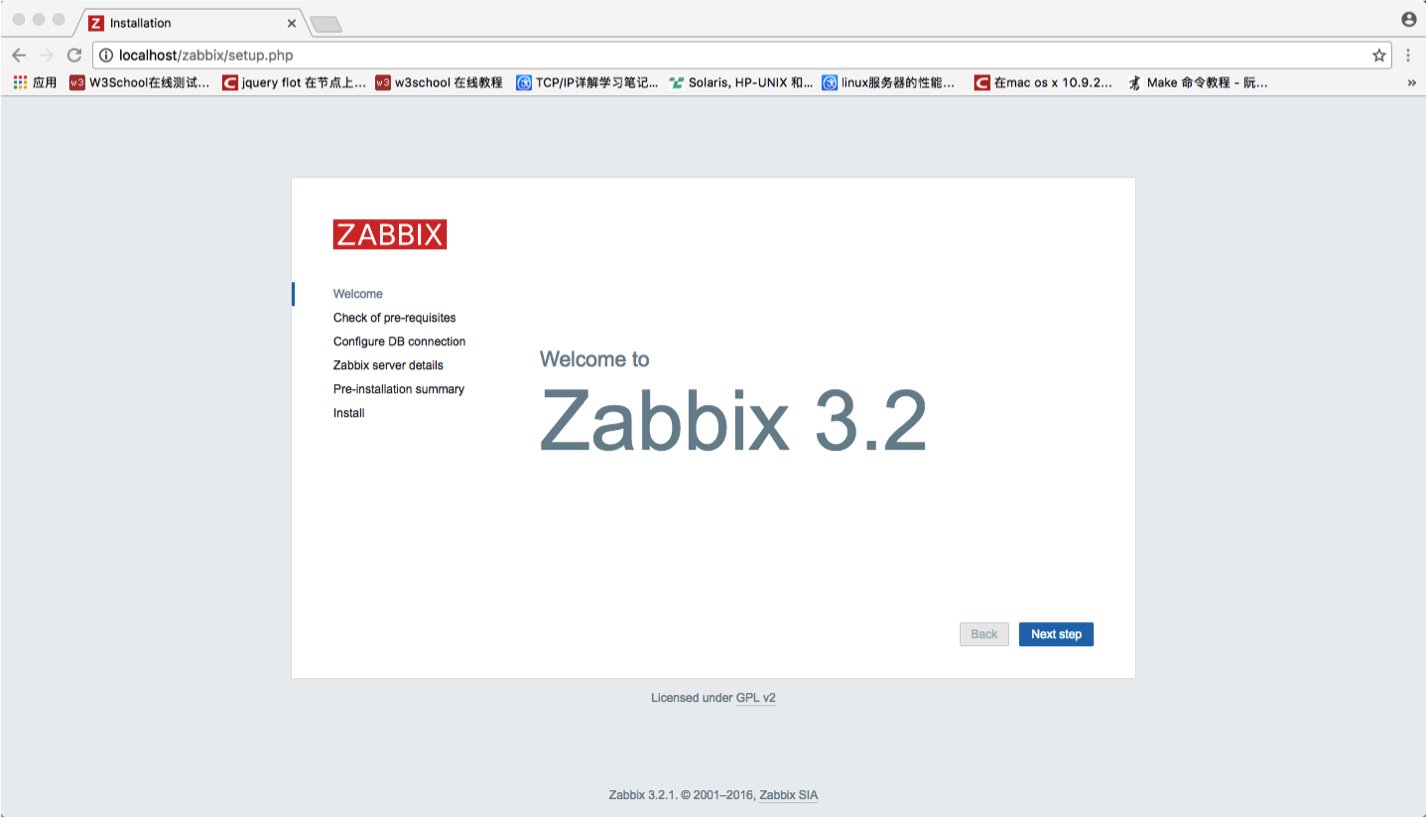 Installation
localhost/zabbix/setup.php
应用 W3School在线测试... jquery flot 在节点上... w3school 在线教程 TCP/IP详解学习笔记... Solaris, HP-UNIX 和... linux服务器的性能... 在mac os x 10.9.2... Make 命令教程 - 阮... »
ZABBIX
Welcome
Check of pre-requisites
Configure DB connection
Zabbix server details
Pre-installation summary
Install
Welcome to
Zabbix 3.2
Back Next step
Licensed under GPL v2
Zabbix 3.2.1. © 2001–2016, Zabbix SIA